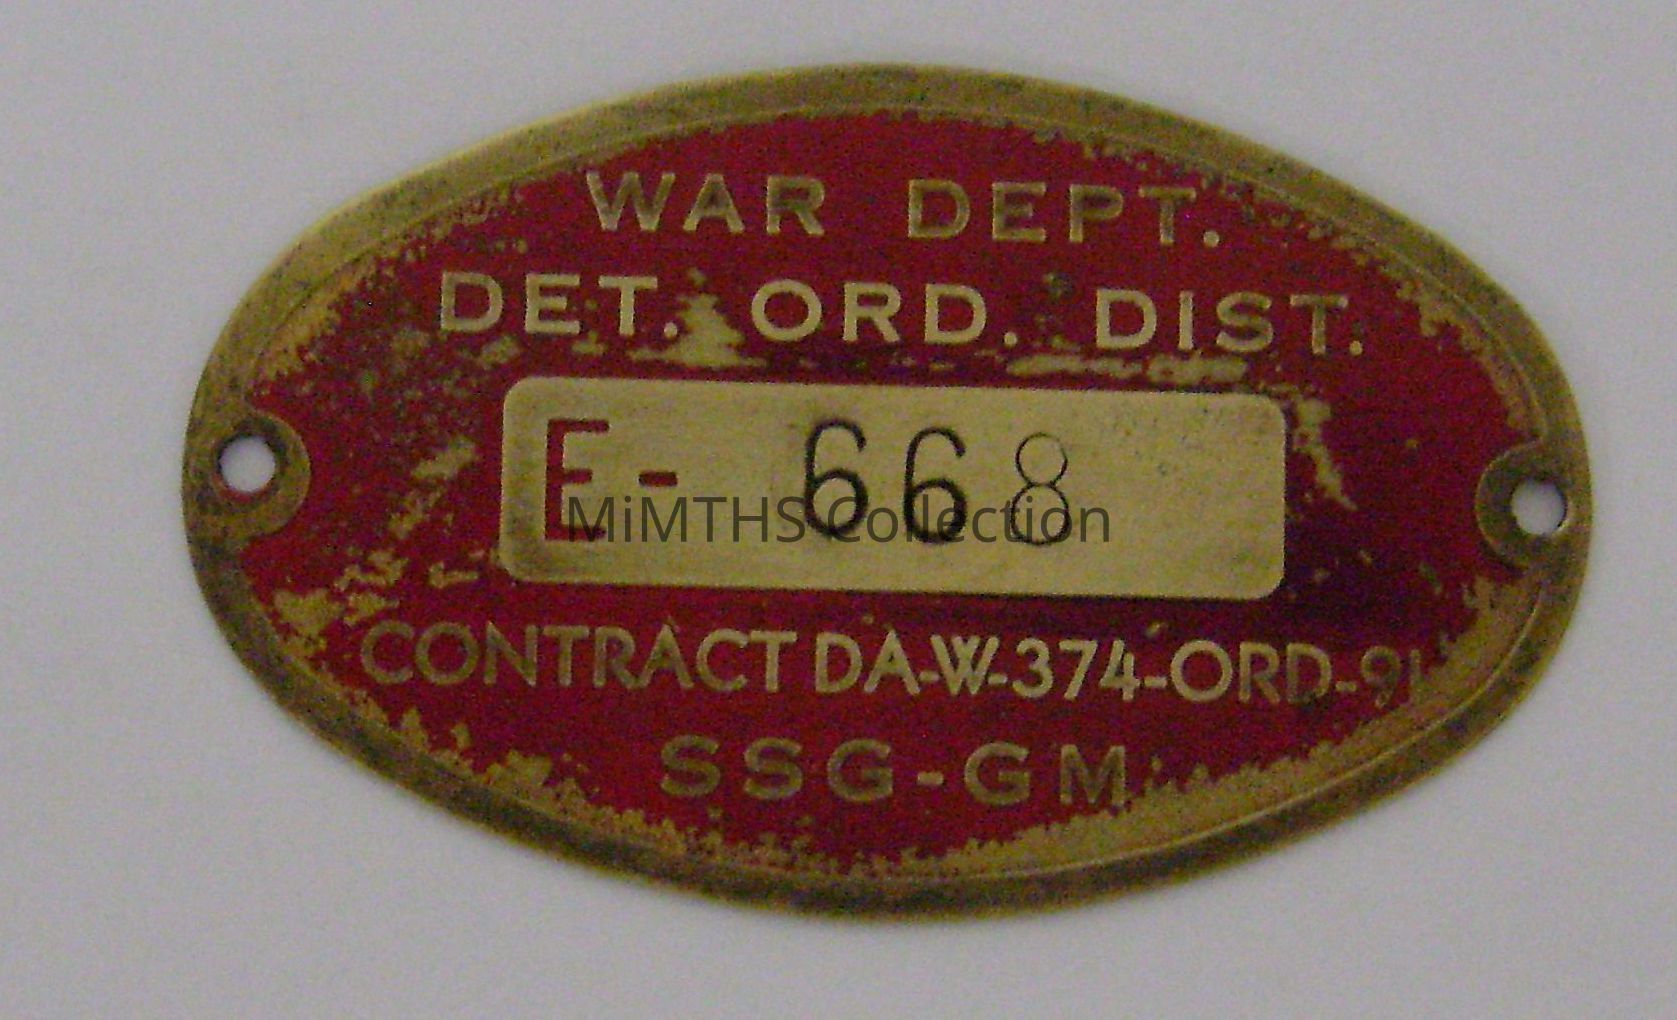 WAR DEPT.
DET. ORD. DIST.
E- 668
MiMTHS Collection
CONTRACT DA-W-374-ORD-91
SSG-GM